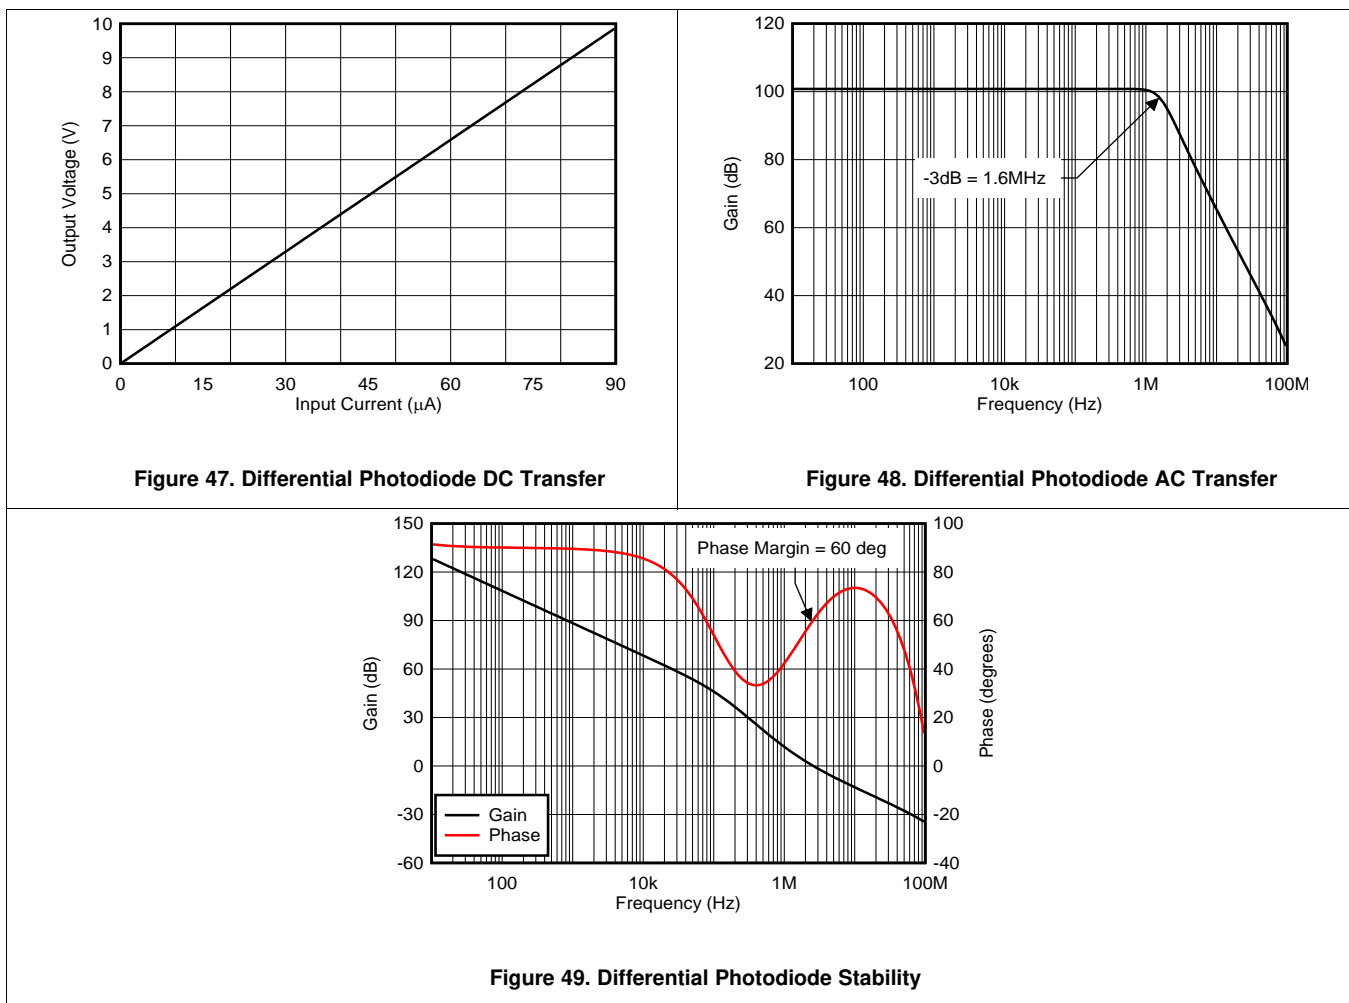 10
9
8
7
6
5
4
3
2
1
0
Output Voltage (V)
0 15 30 45 60 75 90
Input Current (μA)
Figure 47. Differential Photodiode DC Transfer
120
100
80
60
40
20
Gain (dB)
-3dB = 1.6MHz
100 10k 1M 100M
Frequency (Hz)
Figure 48. Differential Photodiode AC Transfer
150
120
90
60
30
0
-30
-60
Gain (dB)
Phase Margin = 60 deg
Gain
Phase
100
80
60
40
20
0
-20
-40
Phase (degrees)
100 10k 1M 100M
Frequency (Hz)
Figure 49. Differential Photodiode Stability